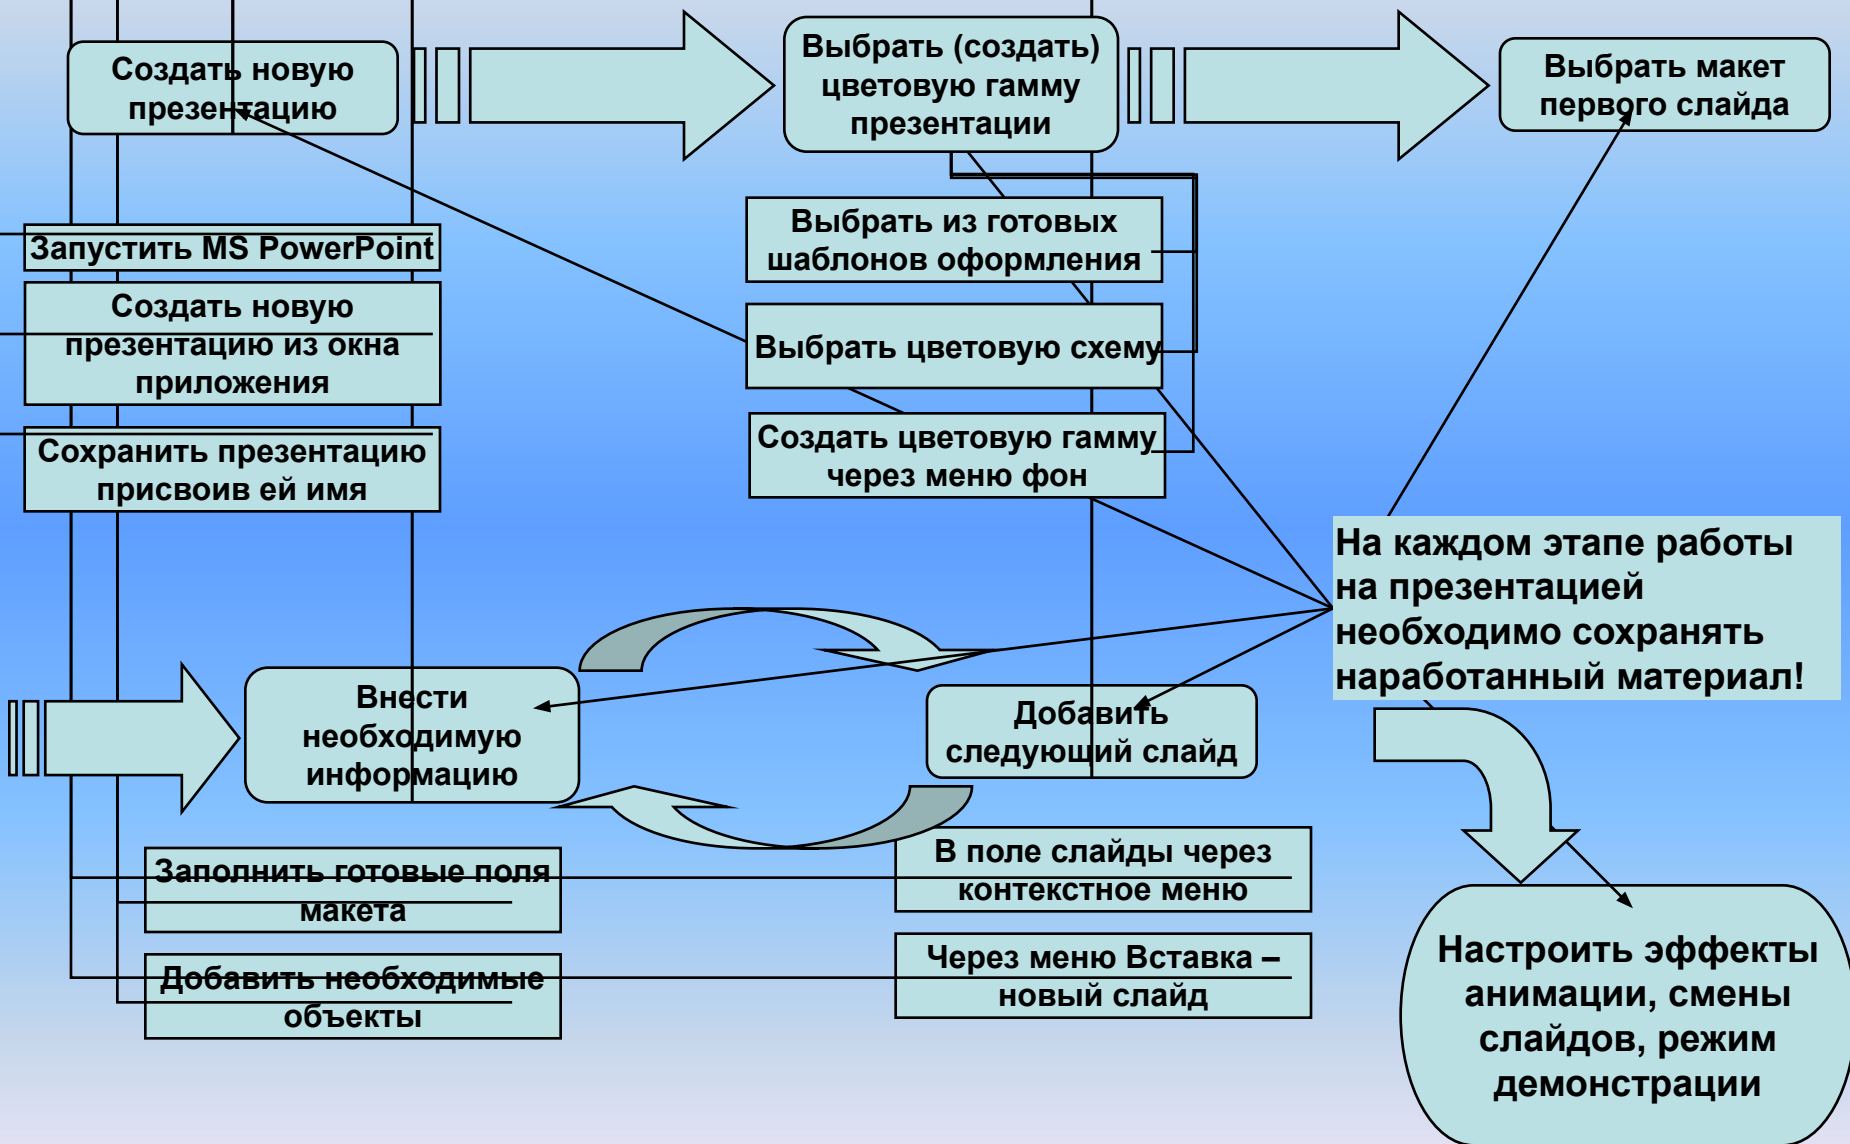 Создать новую
презентацию
Выбрать (создать)
цветовую гамму
презентации
Выбрать макет
первого слайда
Запустить MS PowerPoint
Создать новую
презентацию из окна
приложения
Сохранить презентацию
присвоив ей имя
Выбрать из готовых
шаблонов оформления
Выбрать цветовую схему
Создать цветовую гамму
через меню фон
На каждом этапе работы
на презентацией
необходимо сохранять
наработанный материал!
Внести
необходимую
информацию
Добавить
следующий слайд
Заполнить готовые поля
макета
Добавить необходимые
объекты
В поле слайды через
контекстное меню
Через меню Вставка –
новый слайд
Настроить эффекты
анимации, смены
слайдов, режим
демонстрации